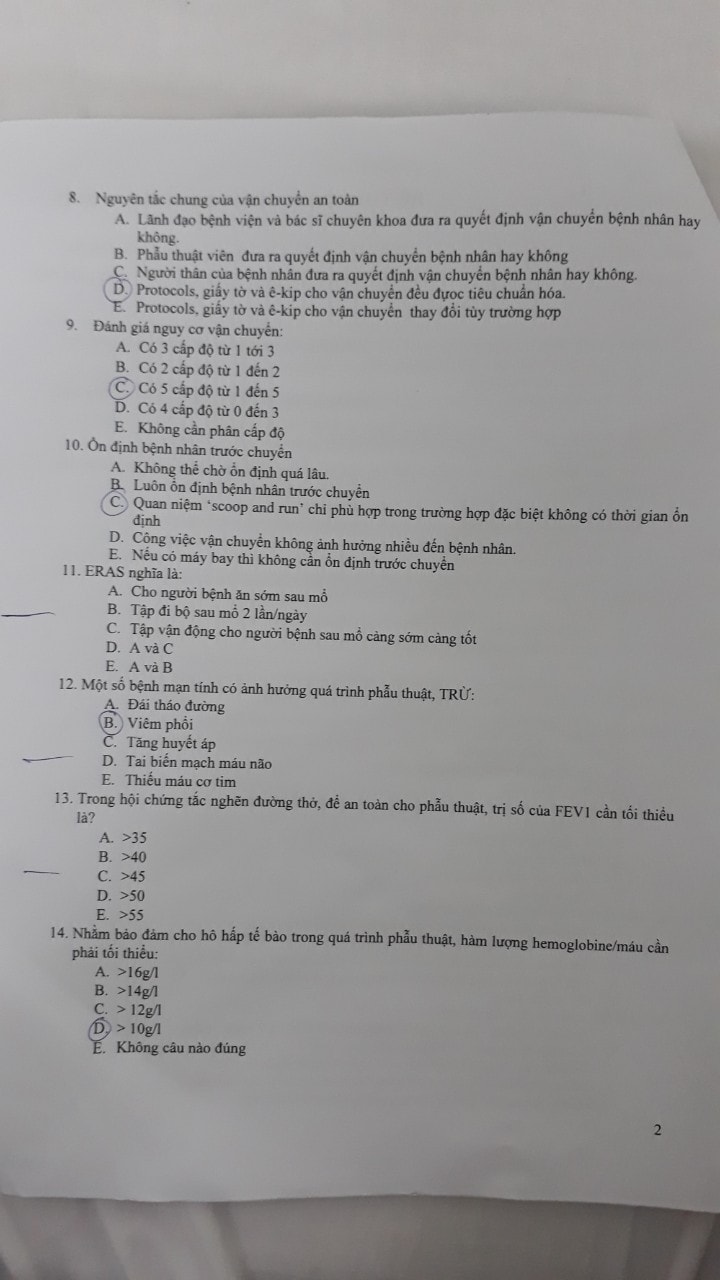 8. Nguyên tắc chung của vận chuyển an toàn
A. Lãnh đạo bệnh viện và bác sĩ chuyên khoa đưa ra quyết định vận chuyển bệnh nhân hay
không.
B. Phẫu thuật viên đưa ra quyết định vận chuyển bệnh nhân hay không
C. Người thân của bệnh nhân đưa ra quyết định vận chuyển bệnh nhân hay không.
D. Protocols, giấy tờ và ê-kip cho vận chuyển đều đựơc tiêu chuẩn hóa.
E. Protocols, giấy tờ và ê-kip cho vận chuyển thay đổi tùy trường hợp
9. Đánh giá nguy cơ vận chuyển:
A. Có 3 cấp độ từ 1 tới 3
B. Có 2 cấp độ từ 1 đến 2
C. Có 5 cấp độ từ 1 đến 5
D. Có 4 cấp độ từ 0 đến 3
E. Không cần phân cấp độ
10. Ôn định bệnh nhân trước chuyển
A. Không thể chờ ổn định quá lâu.
B. Luôn ổn định bệnh nhân trước chuyển
C. Quan niệm ‘scoop and run’ chỉ phù hợp trong trường hợp đặc biệt không có thời gian ổn
định
D. Công việc vận chuyển không ảnh hưởng nhiều đến bệnh nhân.
E. Nếu có máy bay thì không cần ổn định trước chuyển
11. ERAS nghĩa là:
A. Cho người bệnh ăn sớm sau mổ
B. Tập đi bộ sau mổ 2 lần/ngày
C. Tập vận động cho người bệnh sau mổ càng sớm càng tốt
D. A và C
E. A và B
12. Một số bệnh mạn tính có ảnh hưởng quá trình phẫu thuật, TRỪ:
A. Đái tháo đường
B. Viêm phổi
C. Tăng huyết áp
D. Tai biến mạch máu não
E. Thiếu máu cơ tim
13. Trong hội chứng tắc nghẽn đường thở, để an toàn cho phẫu thuật, trị số của FEV1 cần tối thiểu
là?
A. >35
B. >40
C. >45
D. >50
E. >55
14. Nhằm bảo đảm cho hô hấp tế bào trong quá trình phẫu thuật, hàm lượng hemoglobine/máu cần
phải tối thiểu:
A. >16g/l
B. >14g/l
C. > 12g/l
D. > 10g/l
E. Không câu nào đúng
2